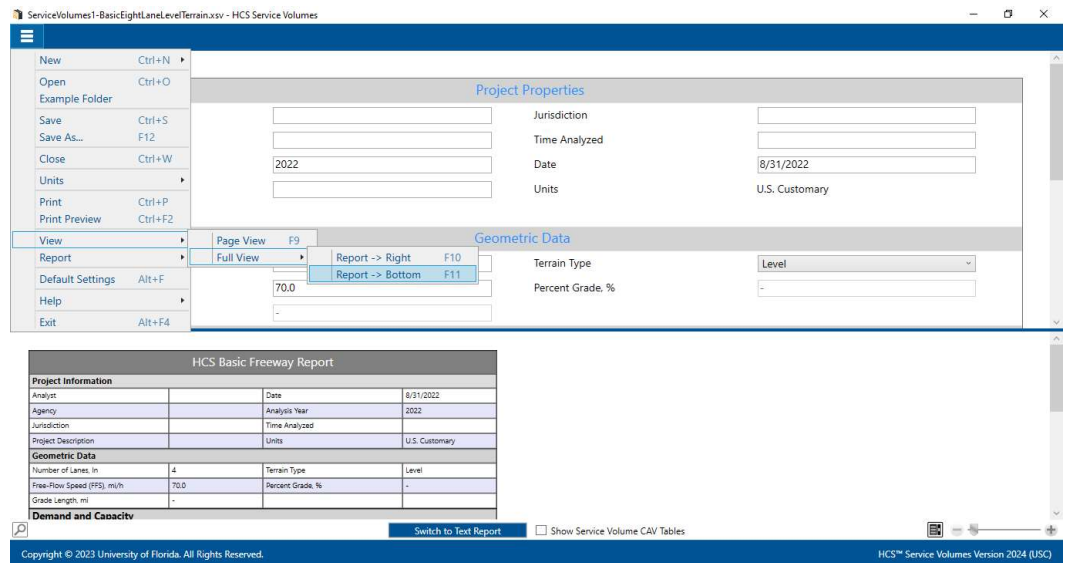 ServiceVolumes1-BasicEightLaneLevelTerrain.xsv - HCS Service Volumes
New Ctrl+N
Open Ctrl+O
Example Folder
Save Ctrl+S
Save As... F12
Close Ctrl+W
Units
Print Ctrl+P
Print Preview Ctrl+F2
View
Report
Default Settings Alt+F
Help
Exit Alt+F4
Page View F9
Full View
Report -> Right F10
Report -> Bottom F11
Project Properties
Jurisdiction
Time Analyzed
2022 Date 8/31/2022
Units U.S. Customary
Geometric Data
Terrain Type Level
70.0 Percent Grade, % -
-
HCS Basic Freeway Report
Project Information
Analyst Date 8/31/2022
Agency Analysis Year 2022
Jurisdiction Time Analyzed
Project Description Units U.S. Customary
Geometric Data
Number of Lanes, ln 4 Terrain Type Level
Free-Flow Speed (FFS), mi/h 70.0 Percent Grade, % -
Grade Length, mi -
Demand and Capacity
Switch to Text Report Show Service Volume CAV Tables
Copyright © 2023 University of Florida. All Rights Reserved. HCS™ Service Volumes Version 2024 (USC)